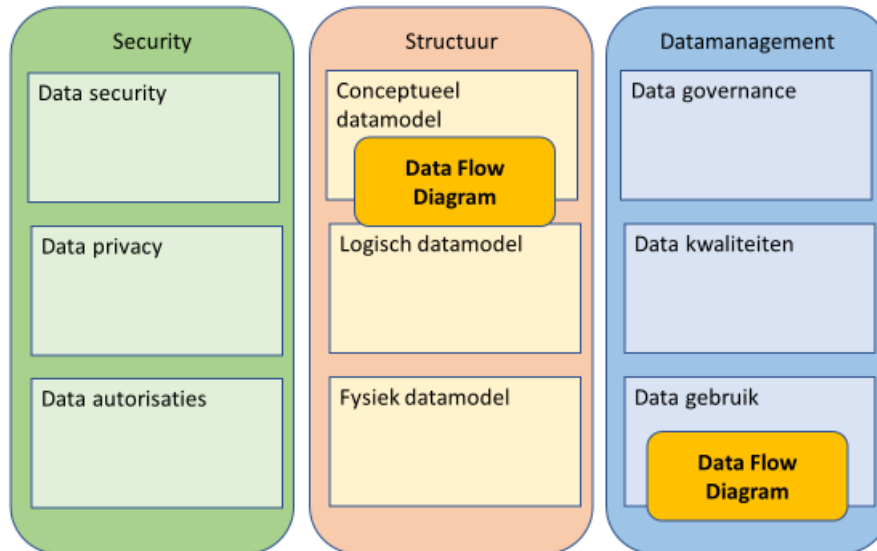 Security
Data security
Data privacy
Data autorisaties
Structuur
Conceptueel
datamodel
Data Flow
Diagram
Logisch datamodel
Fysiek datamodel
Datamanagement
Data governance
Data kwaliteiten
Data gebruik
Data Flow
Diagram